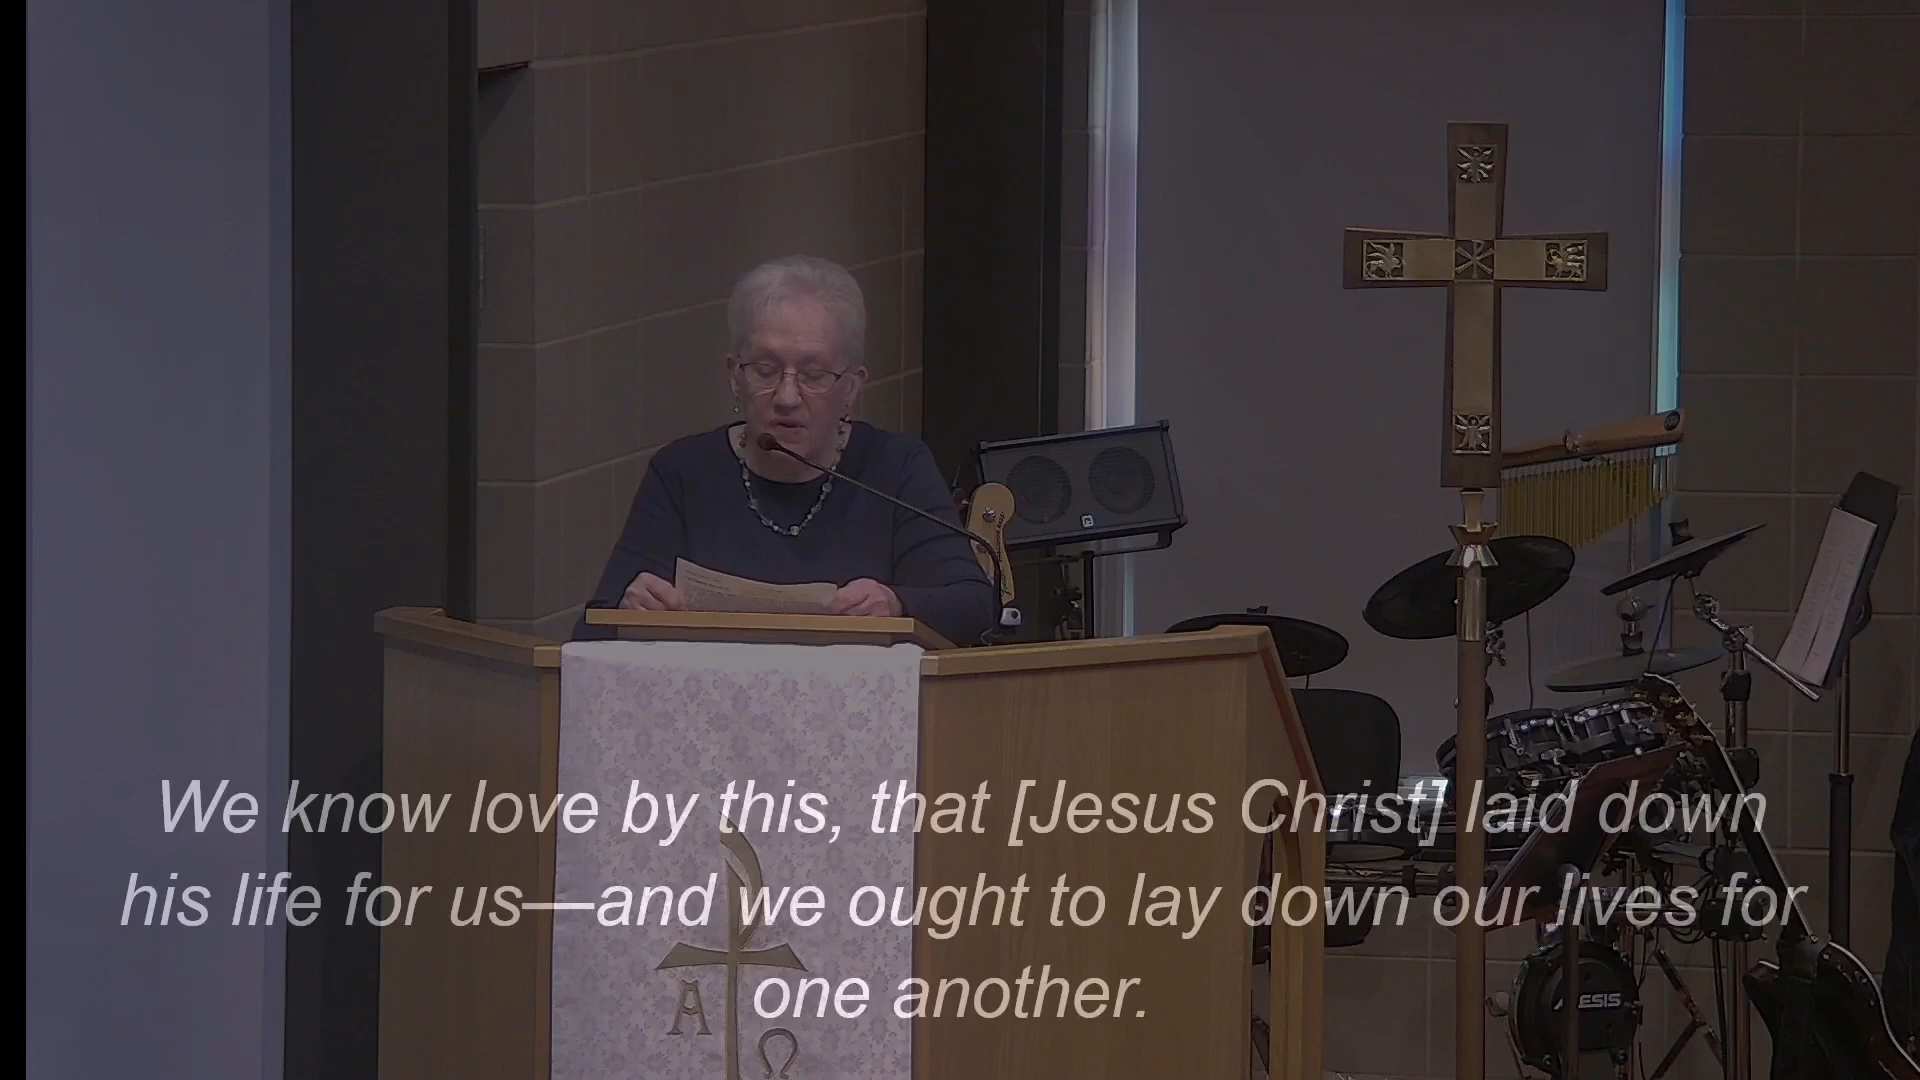 We know love by this, that [Jesus Christ] laid down
his life for us—and we ought to lay down our lives for
one another.
Α
Ω
ALESIS